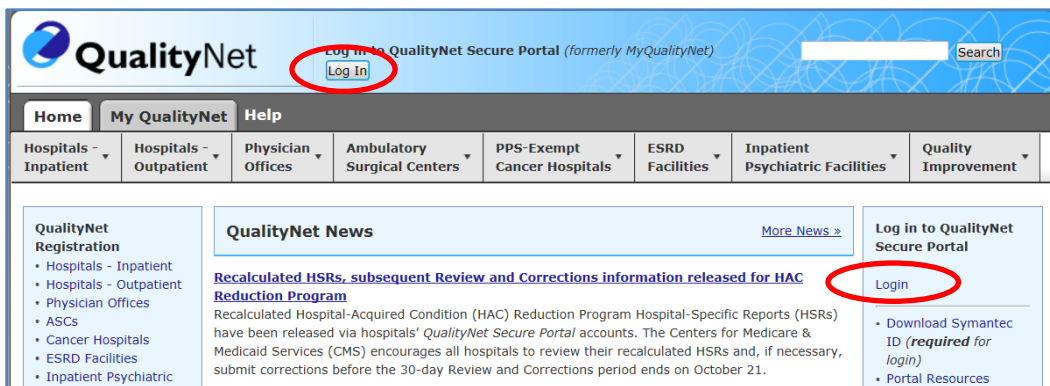 QualityNet
Log in to QualityNet Secure Portal (formerly MyQualityNet)
Log In
Search
Home
My QualityNet
Help
Hospitals -
Inpatient
Hospitals -
Outpatient
Physician
Offices
Ambulatory
Surgical Centers
PPS-Exempt
Cancer Hospitals
ESRD
Facilities
Inpatient
Psychiatric Facilities
Quality
Improvement
QualityNet
Registration
• Hospitals - Inpatient
• Hospitals - Outpatient
• Physician Offices
• ASCs
• Cancer Hospitals
• ESRD Facilities
• Inpatient Psychiatric
QualityNet News
More News »
Recalculated HSRs, subsequent Review and Corrections information released for HAC
Reduction Program
Recalculated Hospital-Acquired Condition (HAC) Reduction Program Hospital-Specific Reports (HSRs)
have been released via hospitals' QualityNet Secure Portal accounts. The Centers for Medicare &
Medicaid Services (CMS) encourages all hospitals to review their recalculated HSRs and, if necessary,
submit corrections before the 30-day Review and Corrections period ends on October 21.
Log in to QualityNet
Secure Portal
Login
• Download Symantec
ID (required for
login)
• Portal Resources